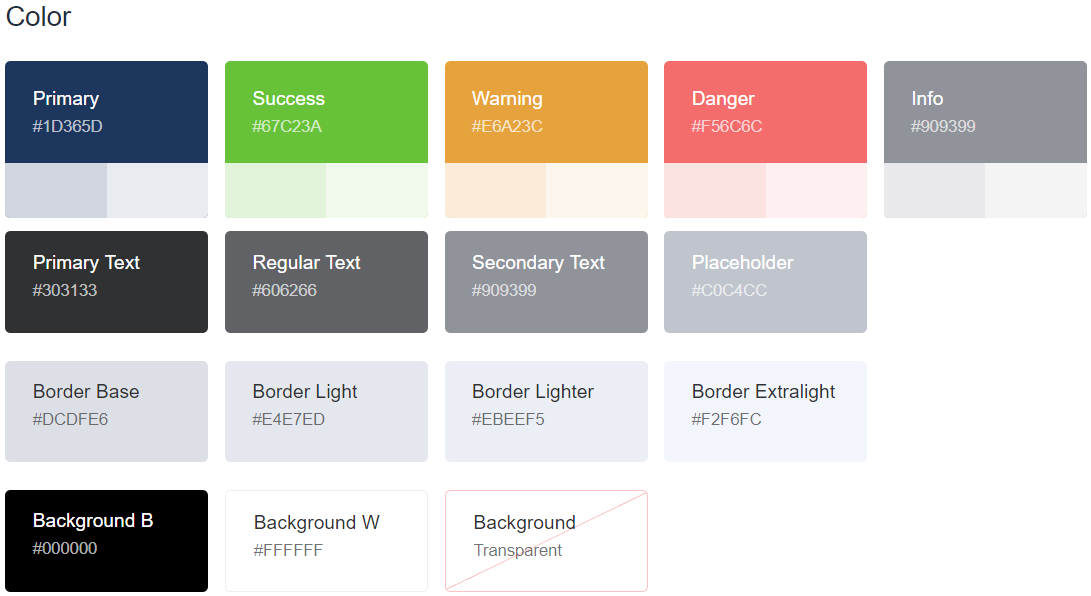 Color
Primary
#1D365D
Success
#67C23A
Warning
#E6A23C
Danger
#F56C6C
Info
#909399
Primary Text
#303133
Regular Text
#606266
Secondary Text
#909399
Placeholder
#C0C4CC
Border Base
#DCDFE6
Border Light
#E4E7ED
Border Lighter
#EBEEF5
Border Extralight
#F2F6FC
Background B
#000000
Background W
#FFFFFF
Background
Transparent